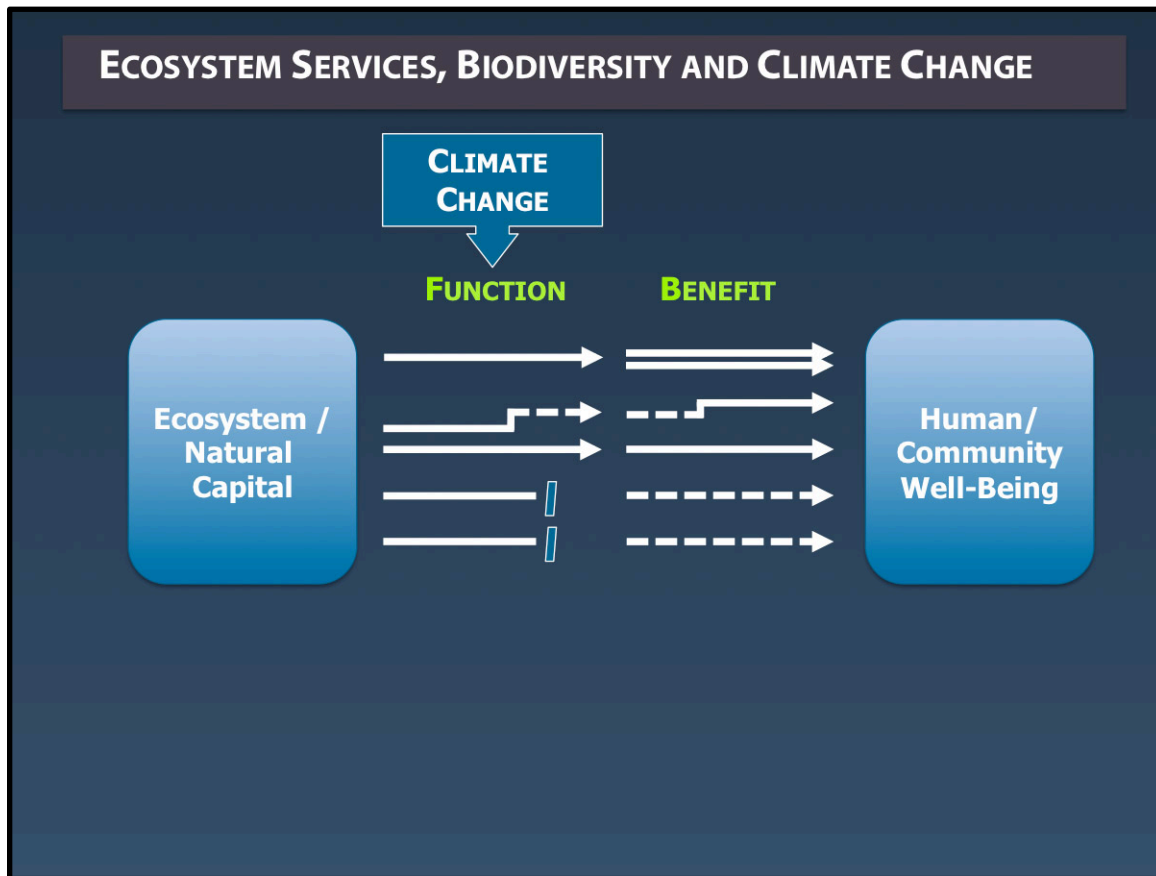 ECOSYSTEM SERVICES, BIODIVERSITY AND CLIMATE CHANGE
CLIMATE
CHANGE
FUNCTION
BENEFIT
Ecosystem /
Natural
Capital
Human/
Community
Well-Being